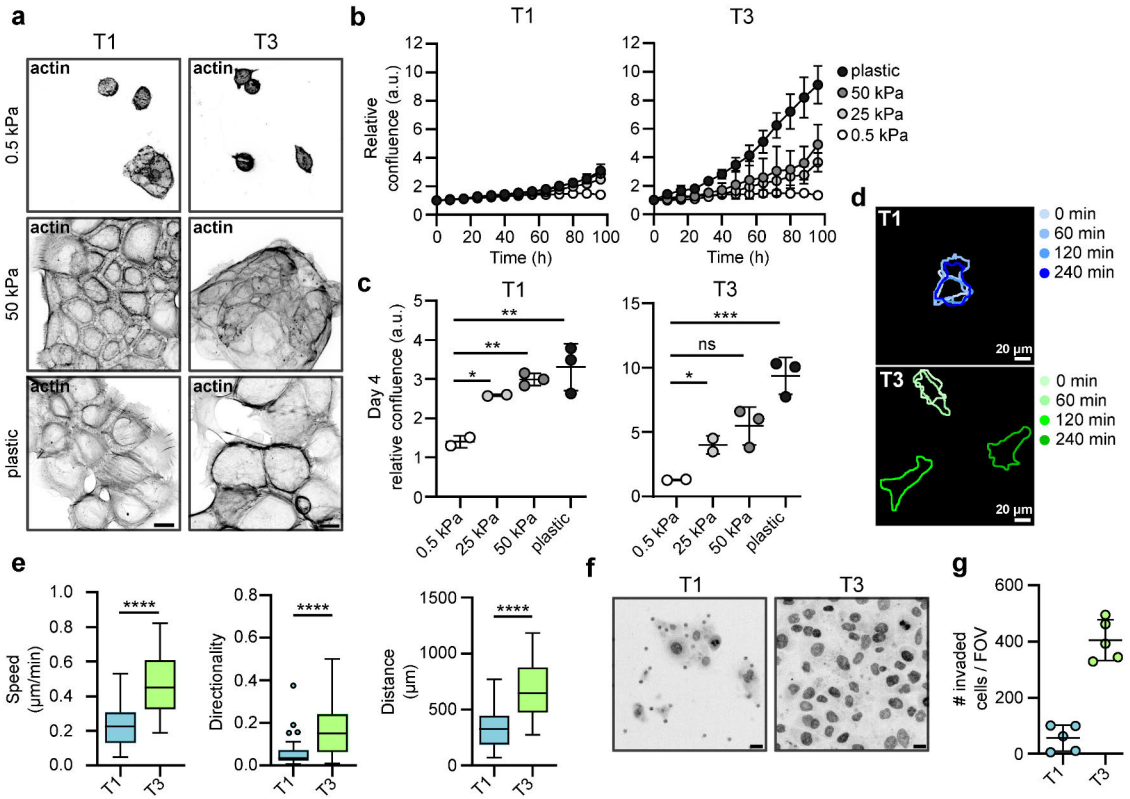 a
T1
T3
0.5 kPa
actin
actin
50 kPa
actin
actin
plastic
actin
actin
b
T1
T3
Relative
confluence (a.u.)
12
10
8
6
4
2
0
0 20 40 60 80 100
Time (h)
12
10
8
6
4
2
0
0 20 40 60 80 100
Time (h)
plastic
50 kPa
25 kPa
0.5 kPa
c
T1
T3
Day 4
relative confluence (a.u.)
5
4
3
2
1
0
**
**
*
0.5 kPa
25 kPa
50 kPa
plastic
15
10
5
0
***
ns
*
0.5 kPa
25 kPa
50 kPa
plastic
d
T1
20 µm
0 min
60 min
120 min
240 min
T3
20 µm
0 min
60 min
120 min
240 min
e
Speed
(µm/min)
1.0
0.8
0.6
0.4
0.2
0.0
****
T1
T3
Directionality
0.8
0.6
0.4
0.2
0.0
****
T1
T3
Distance
(µm)
1500
1000
500
0
****
T1
T3
f
T1
T3
g
# invaded
cells / FOV
600
400
200
0
T1
T3